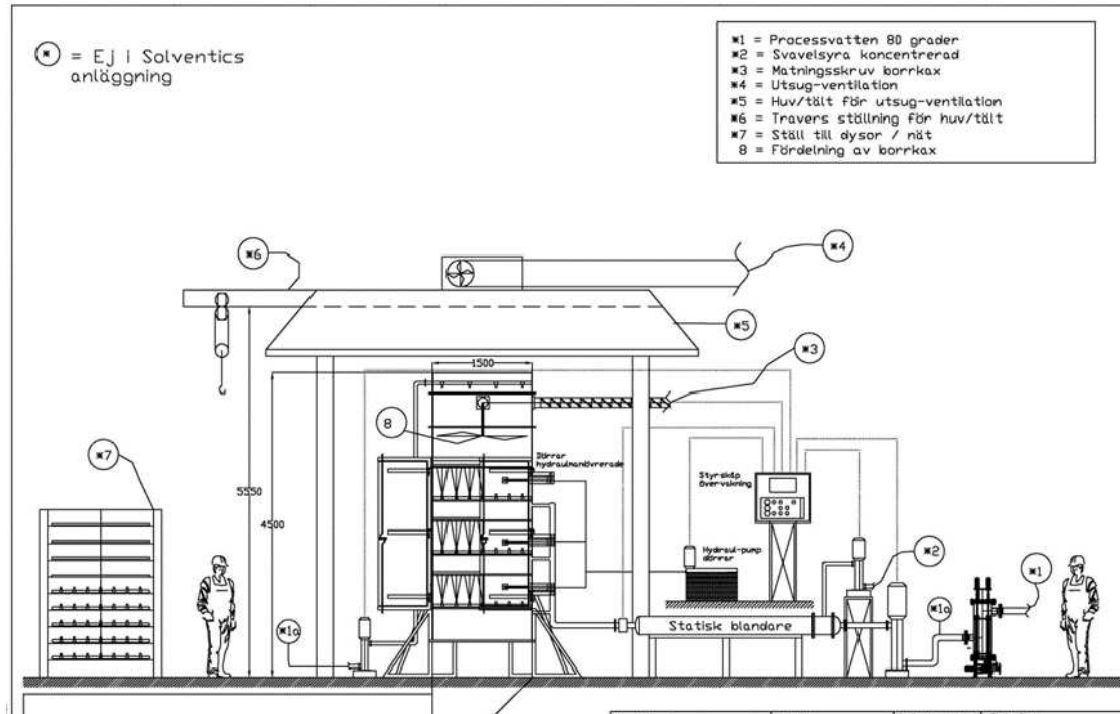 * = Ej i Solventics
anläggning
*1 = Processvatten 80 grader
*2 = Svavelsyra koncentrerad
*3 = Matningsskruv borrkax
*4 = Utsug-ventilation
*5 = Huv/tält för utsug-ventilation
*6 = Travers ställning för huv/tält
*7 = Ställ till dysor / nät
8 = Fördelning av borrkax
*6
*4
*5
*3
1500
8
*7
Dörrar
hydraulmanövrerade
Styrskåp
övervakning
5550
4500
Hydraul-pump
dörrar
*2
*1
*1a
*1a
Statisk blandare